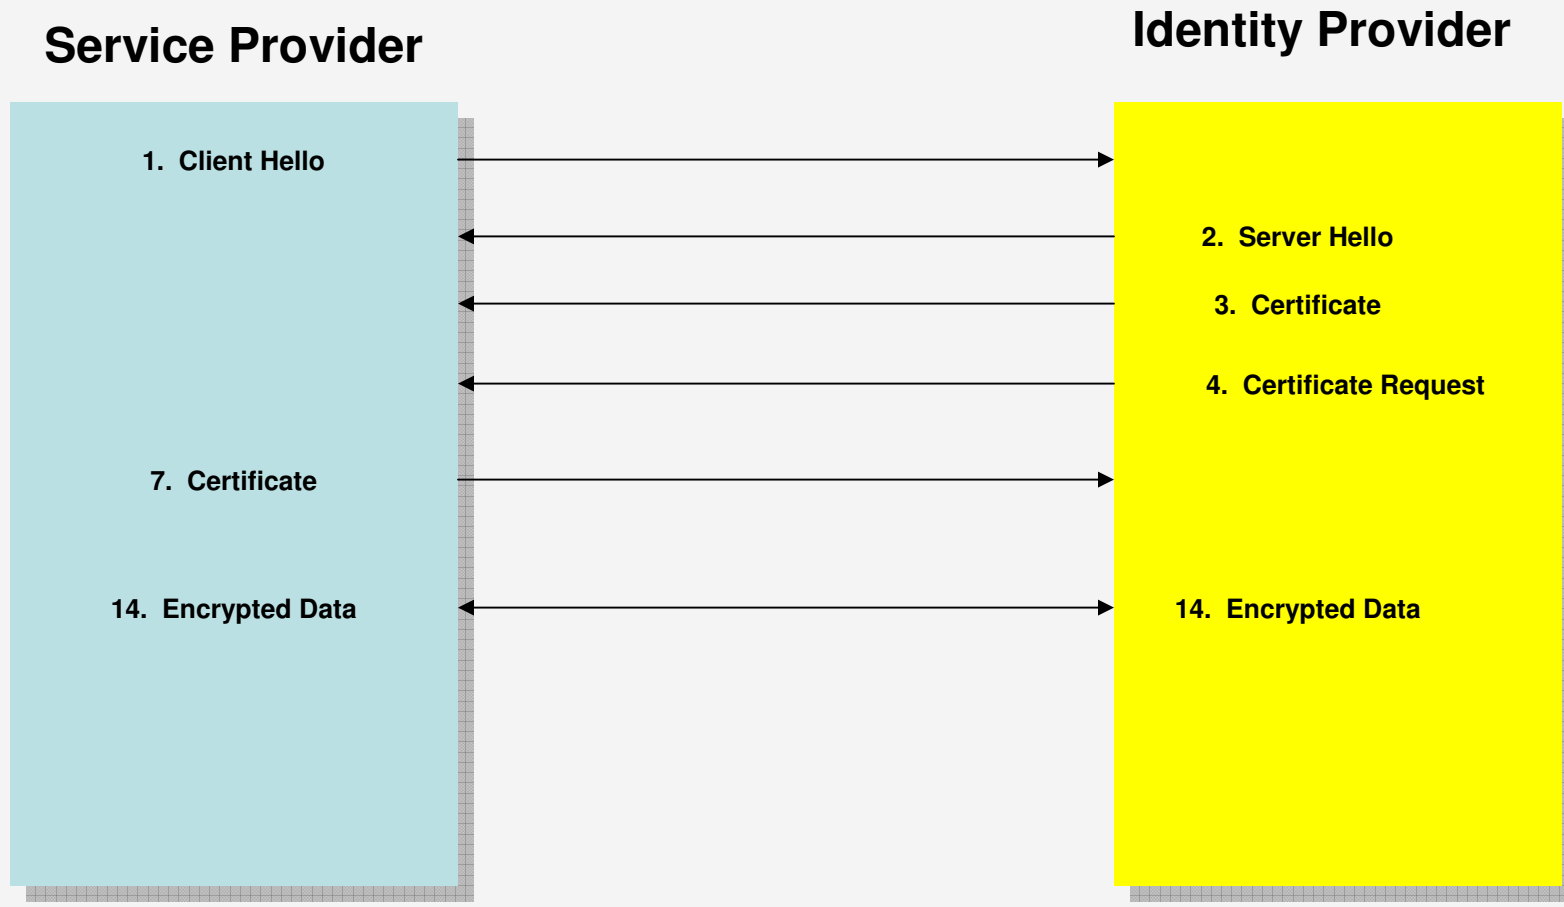 Service Provider
Identity Provider
1. Client Hello
2. Server Hello
3. Certificate
4. Certificate Request
7. Certificate
14. Encrypted Data
14. Encrypted Data